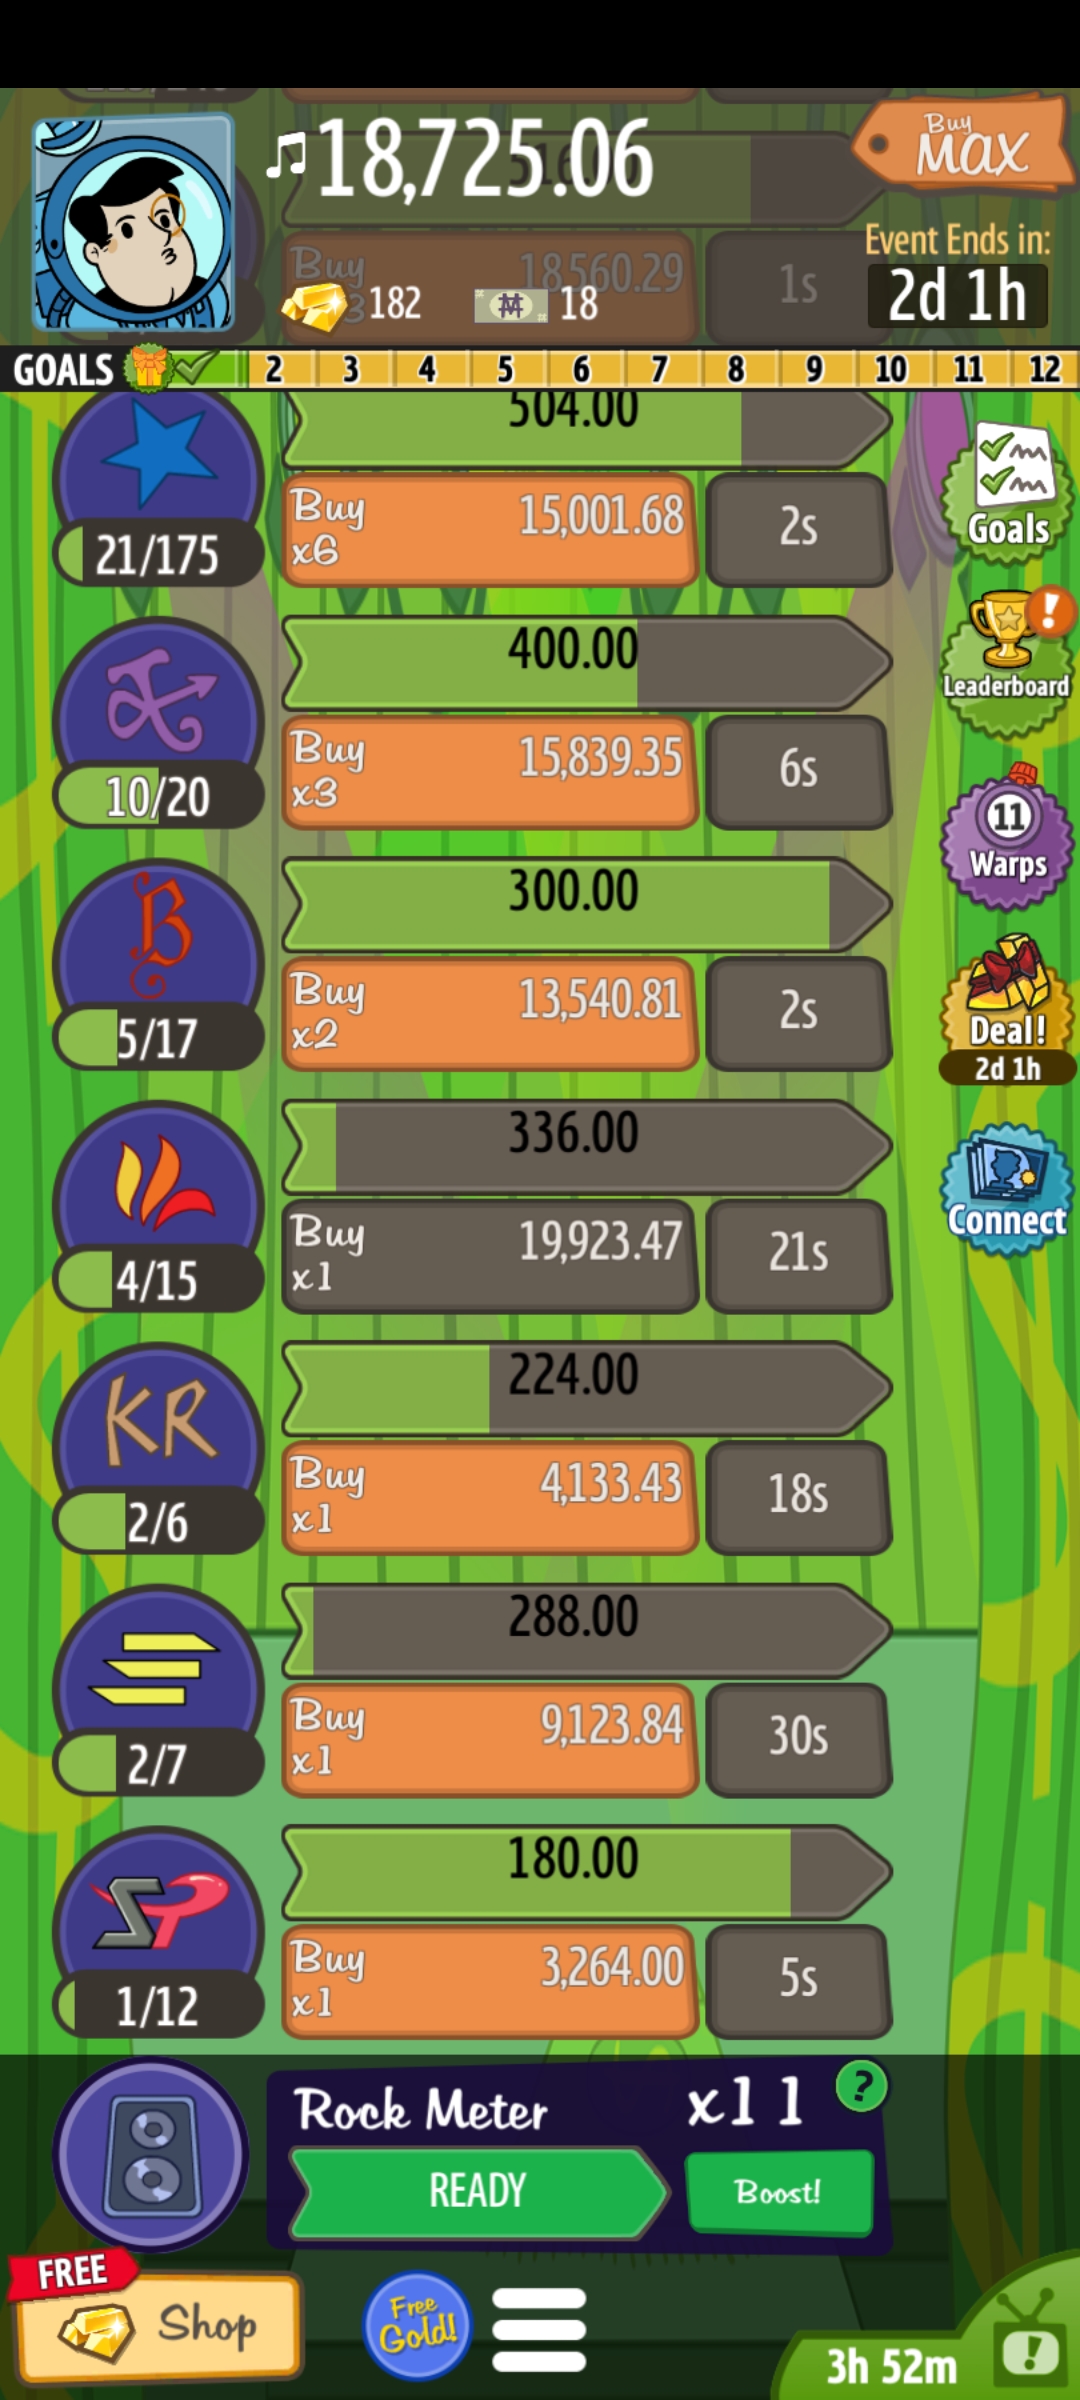 ♫18,725.06
Buy
MAX
Event Ends in:
2d 1h
Buy
18560.29
1s
182
18
GOALS 2 3 4 5 6 7 8 9 10 11 12
504.00
21/175
Buy
x6
15,001.68
2s
Goals
400.00
10/20
Buy
x3
15,839.35
6s
!
Leaderboard
300.00
5/17
B
Buy
x2
13,540.81
2s
11
Warps
336.00
4/15
Buy
x1
19,923.47
21s
Deal!
2d 1h
224.00
KR
2/6
Buy
x1
4,133.43
18s
Connect
288.00
2/7
Buy
x1
9,123.84
30s
180.00
SP
1/12
Buy
x1
3,264.00
5s
Rock Meter
x11
?
READY
Boost!
FREE
Shop
Free
Gold!
3h 52m
!